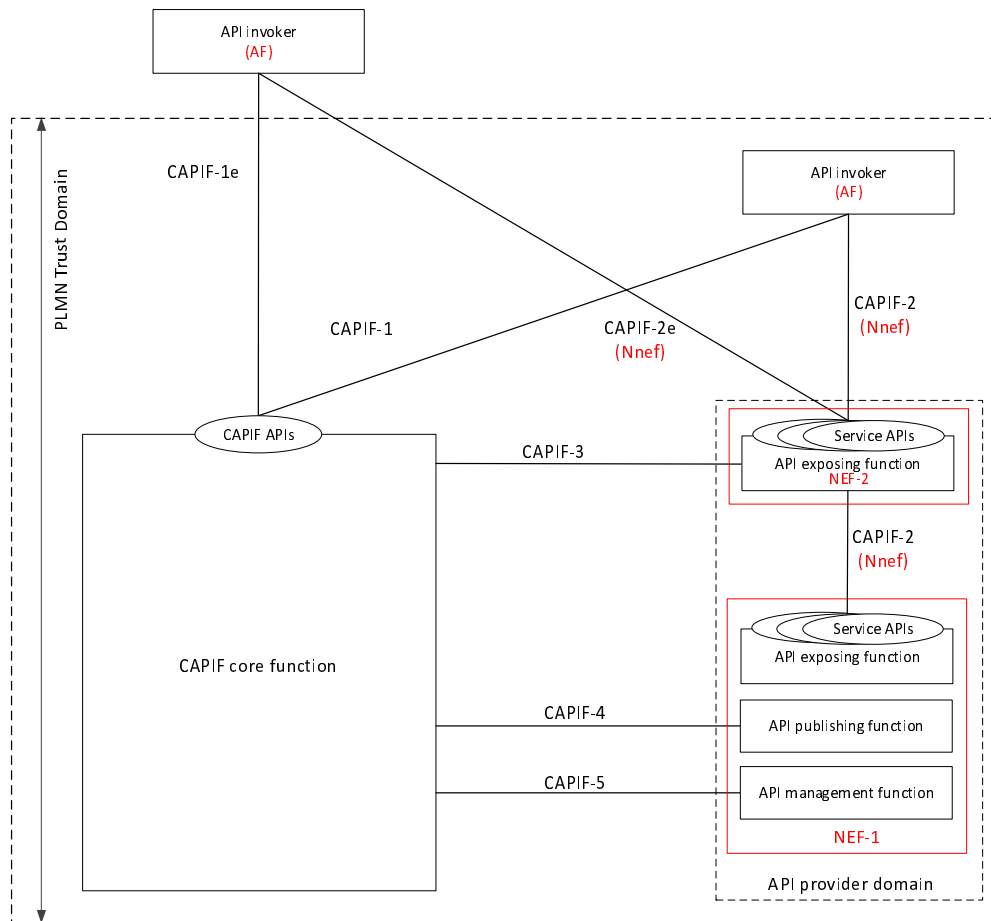 API invoker
(AF)
CAPIF-1e
API invoker
(AF)
PLMN Trust Domain
CAPIF-2
(Nnef)
CAPIF-1
CAPIF-2e
(Nnef)
CAPIF APIs
Service APIs
CAPIF-3
API exposing function
NEF-2
CAPIF-2
(Nnef)
Service APIs
API exposing function
CAPIF core function
CAPIF-4
API publishing function
CAPIF-5
API management function
NEF-1
API provider domain